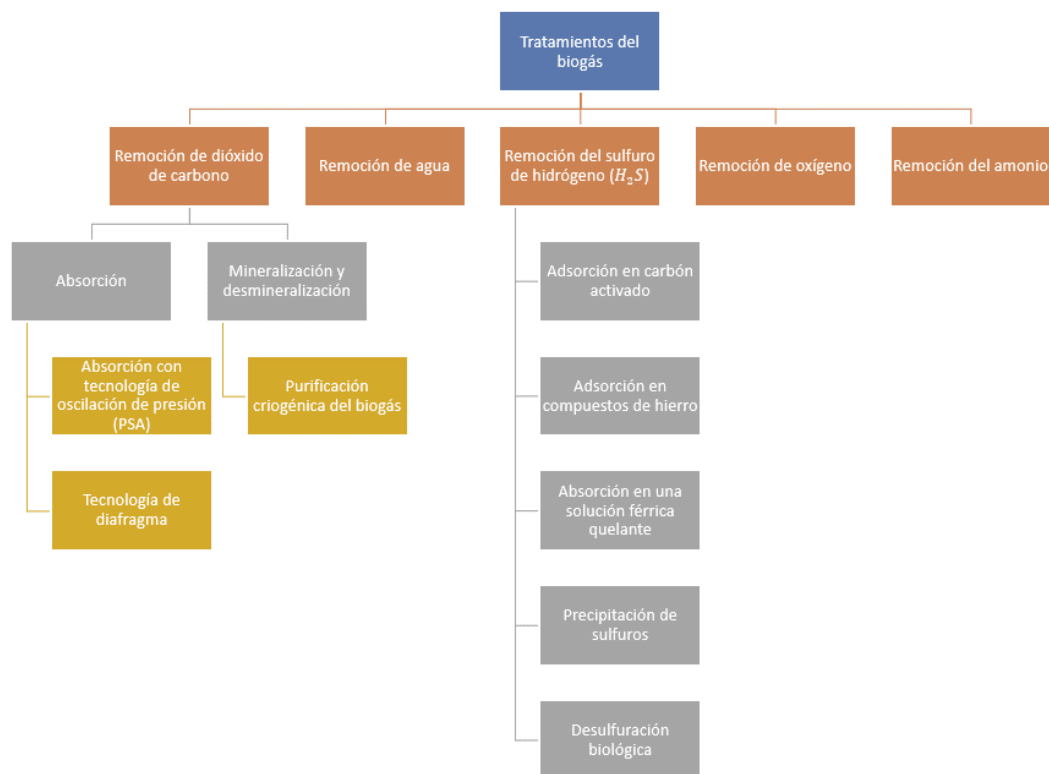 Tratamientos del
biogás
Remoción de dióxido
de carbono
Remoción de agua
Remoción del sulfuro
de hidrógeno (H₂S)
Remoción de oxígeno
Remoción del amonio
Absorción
Mineralización y
desmineralización
Absorción con
tecnología de
oscilación de presión
(PSA)
Purificación
criogénica del biogás
Tecnología de
diafragma
Adsorción en carbón
activado
Adsorción en
compuestos de hierro
Absorción en una
solución férrica
quelante
Precipitación de
sulfuros
Desulfuración
biológica